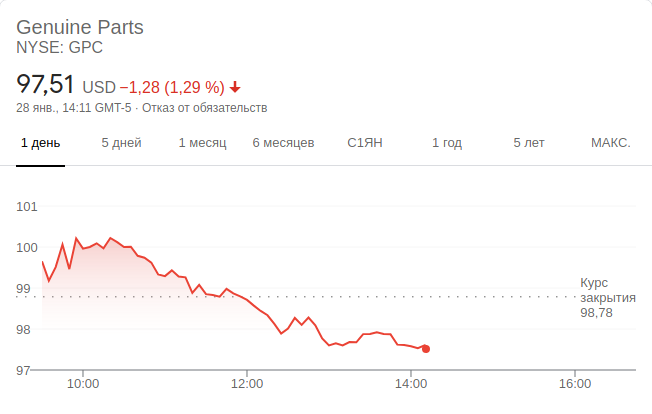 Genuine Parts
NYSE: GPC
97,51 USD −1,28 (1,29 %)
28 янв., 14:11 GMT-5 · Отказ от обязательств
1 день 5 дней 1 месяц 6 месяцев С1ЯН 1 год 5 лет МАКС.
101
100
99
98
97
Курс
закрытия
98,78
10:00 12:00 14:00 16:00